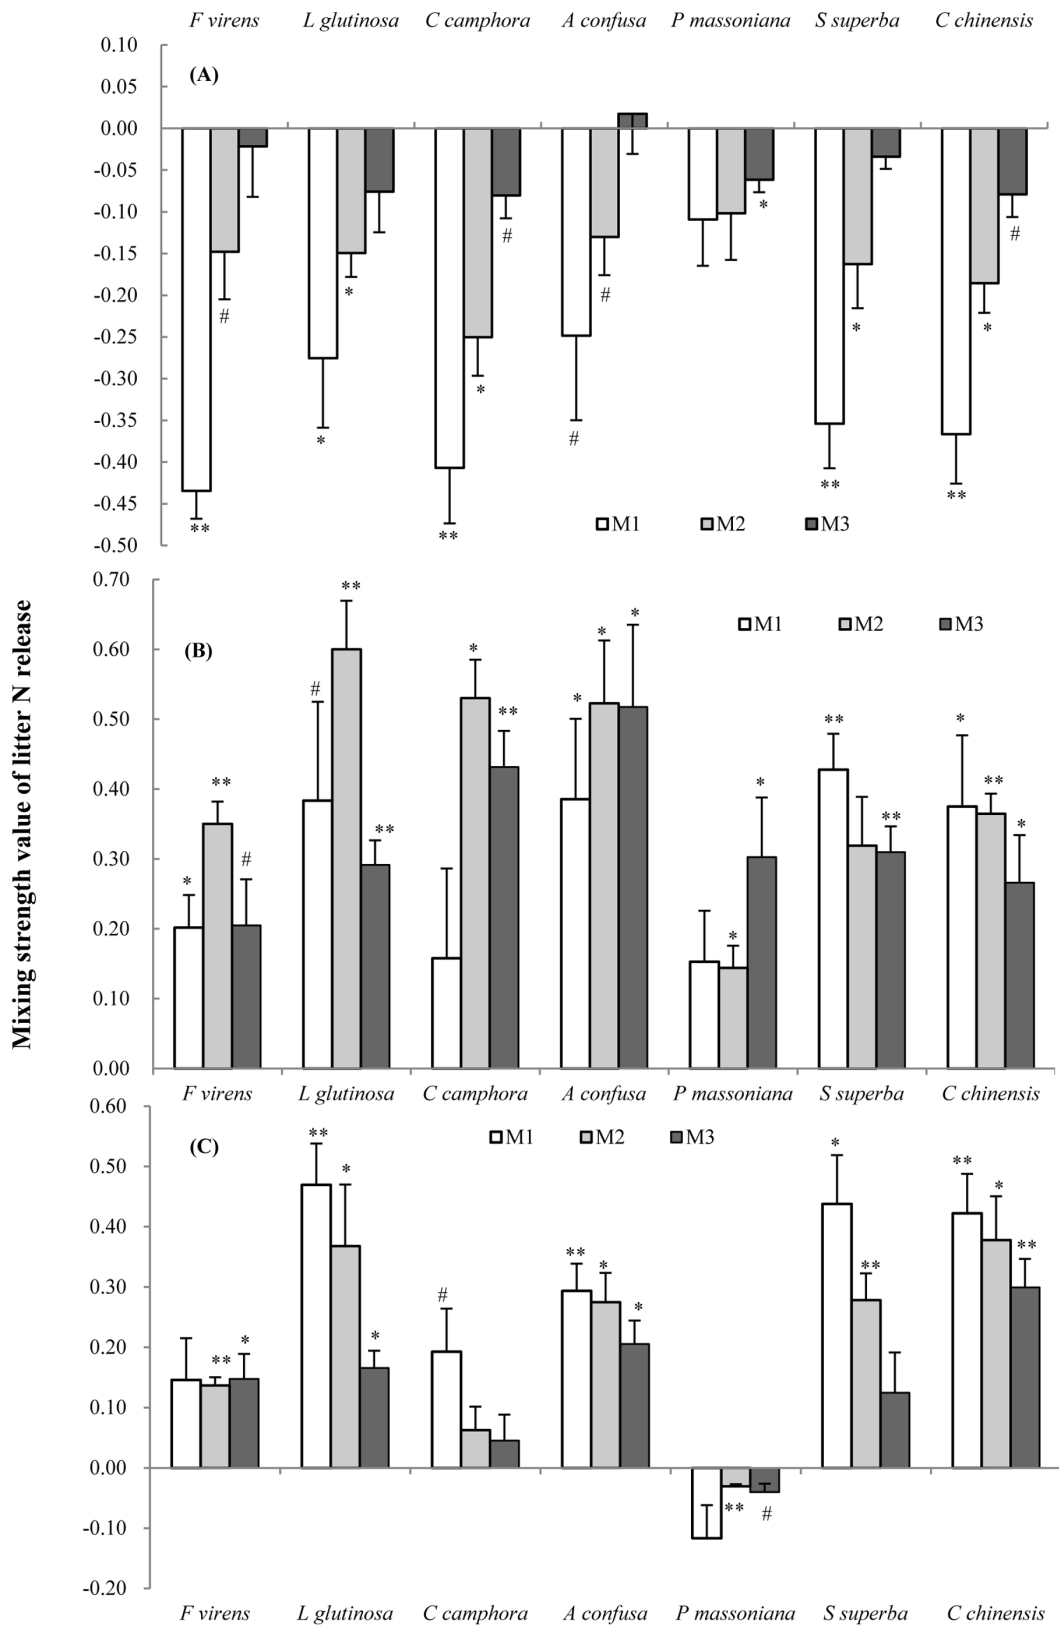 F virens L glutinosa C camphora A confusa P massoniana S superba C chinensis
0.10
(A)
0.05
0.00
-0.05
-0.10
-0.15
-0.20
-0.25
-0.30
-0.35
-0.40
-0.45
-0.50
# * # * # * # * * #
** * ** # ** **
M1 M2 M3
Mixing strength value of litter N release
0.70
(B)
0.60
0.50
0.40
0.30
0.20
0.10
0.00
* ** # # ** ** * ** * * * * * ** ** * ** *
M1 M2 M3
F virens L glutinosa C camphora A confusa P massoniana S superba C chinensis
0.60
(C)
0.50
0.40
0.30
0.20
0.10
0.00
-0.10
-0.20
** * ** * * # ** * * ** # * ** ** * **
M1 M2 M3
F virens L glutinosa C camphora A confusa P massoniana S superba C chinensis